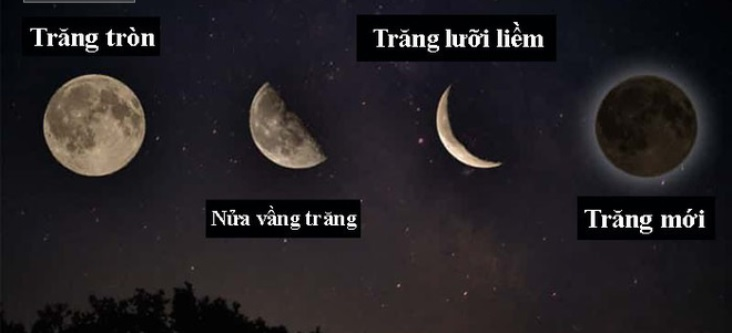 Trăng tròn
Trăng lưỡi liềm
Nửa vầng trăng
Trăng mới